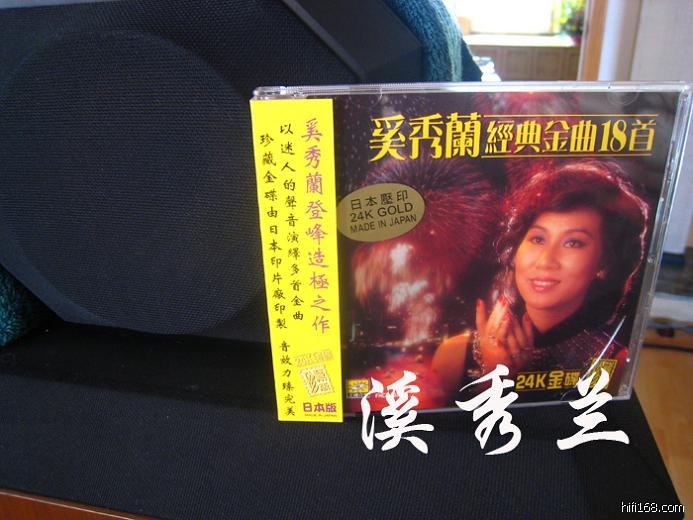 奚秀蘭經典金曲18首
日本壓印
24K GOLD
MADE IN JAPAN
奚秀蘭登峰造極之作
以迷人的聲音演繹多首金曲
珍藏金碟由日本印片廠印製 音效力臻完美
日本版
MADE IN JAPAN
24K金碟
溪秀兰
hifi168.com